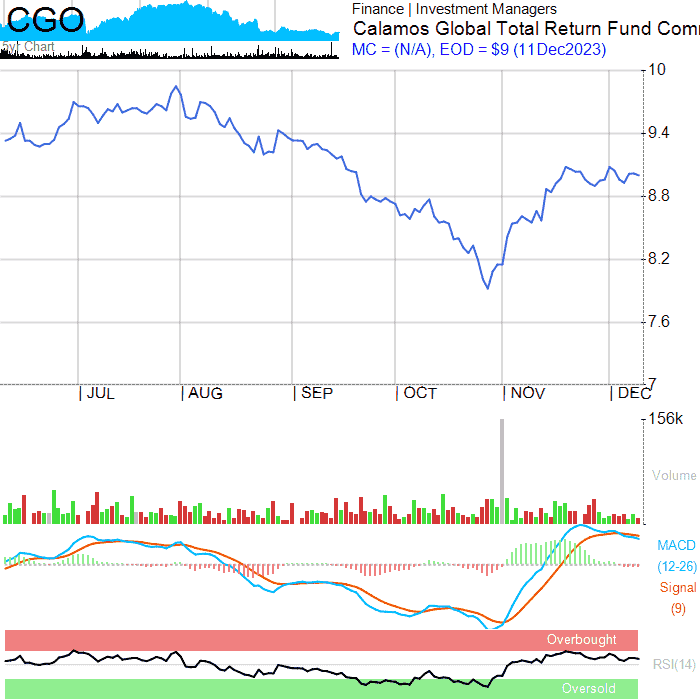 CGO
5yr Chart
Finance | Investment Managers
Calamos Global Total Return Fund Com
MC = (N/A), EOD = $9 (11Dec2023)
10
9.4
8.8
8.2
7.6
7
JUL
AUG
SEP
OCT
NOV
DEC
156k
Volume
MACD
(12-26)
Signal
(9)
Overbought
RSI(14)
Oversold